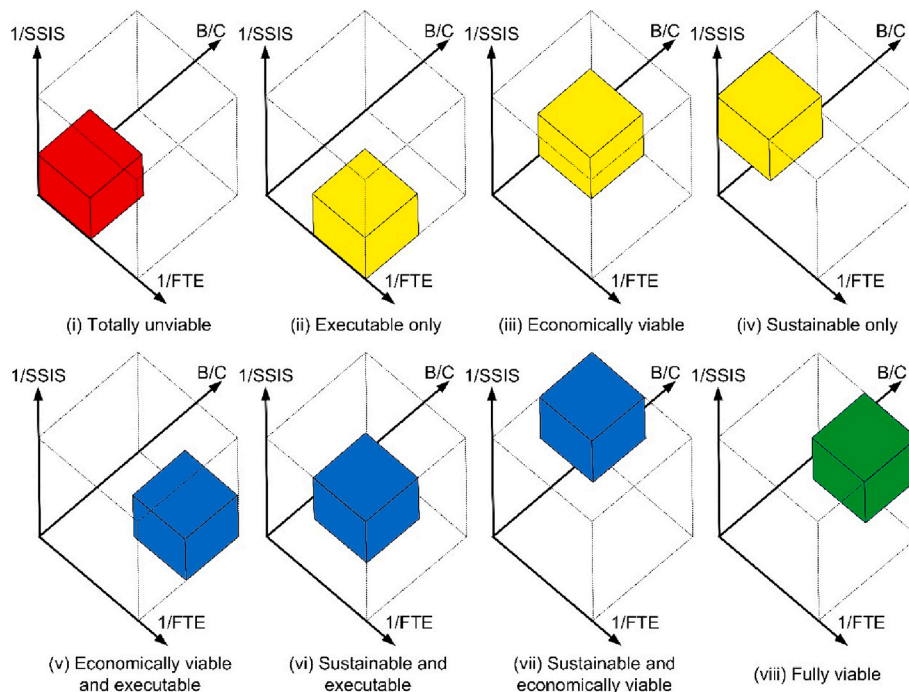 1/SSIS
B/C
1/FTE
(i) Totally unviable
1/SSIS
B/C
1/FTE
(ii) Executable only
1/SSIS
B/C
1/FTE
(iii) Economically viable
1/SSIS
B/C
1/FTE
(iv) Sustainable only
1/SSIS
B/C
1/FTE
(v) Economically viable
and executable
1/SSIS
B/C
1/FTE
(vi) Sustainable and
executable
1/SSIS
B/C
1/FTE
(vii) Sustainable and
economically viable
1/SSIS
B/C
1/FTE
(viii) Fully viable